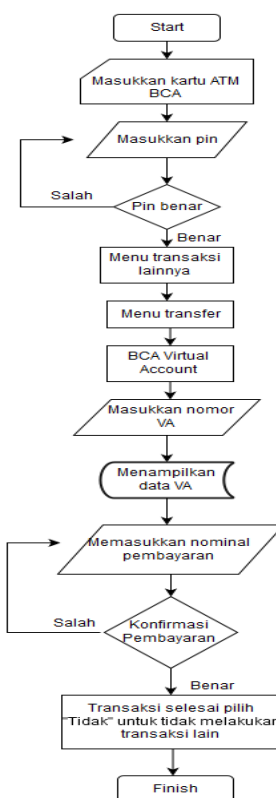 Start
Masukkan kartu ATM
BCA
Masukkan pin
Salah
Pin benar
Benar
Menu transaksi
lainnya
Menu transfer
BCA Virtual
Account
Masukkan nomor
VA
Menampilkan
data VA
Memasukkan nominal
pembayaran
Salah
Konfirmasi
Pembayaran
Benar
Transaksi selesai pilih
"Tidak" untuk tidak melakukan
transaksi lain
Finish